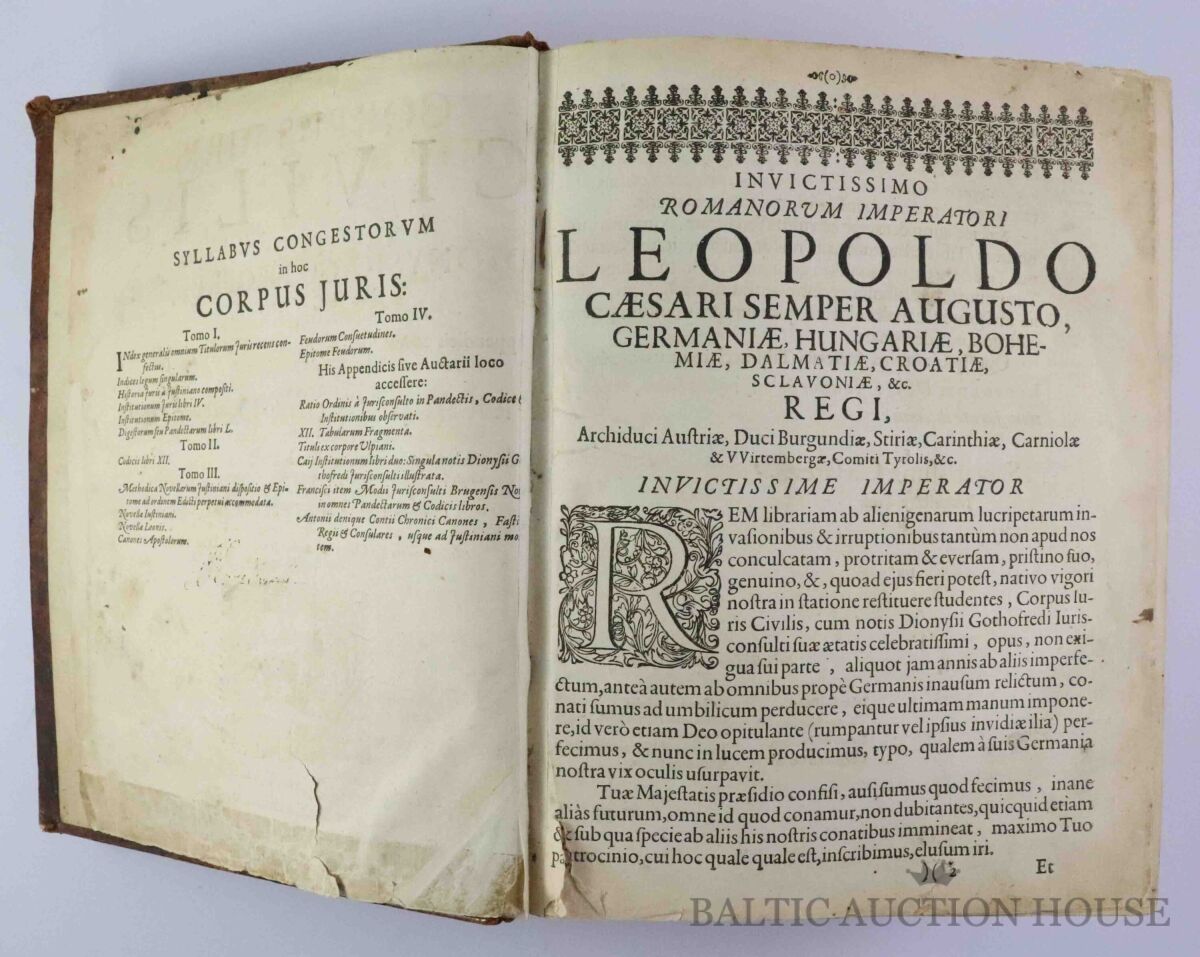 SYLLABVS CONGESTORVM
in hoc
CORPUS JURIS:
Tomo I.
INdex generalis omnium Titulorum Juris recens con-
fectus.
Indices legum singularum.
Historia juris à Justiniano compositi.
Institutionum juris libri IV.
Institutionum Epitome.
Digestorum seu Pandectarum libri L.
Tomo II.
Codicis libri XII.
Tomo III.
Methodica Novellarum Justiniani dispositio & Epi-
tome ad ordinem Edicti perpetui accommodata.
Novellæ Iustiniani.
Novellæ Leonis.
Canones Apostolorum.
Tomo IV.
Feudorum Consuetudines.
Epitome Feudorum.
His Appendicis ſive Auctarii loco
acceſſere:
Ratio Ordinis à Juriſconſulto in Pandectis, Codice &
Inſtitutionibus obſervati.
XII. Tabularum Fragmenta.
Tituli ex corpore Ulpiani.
Caij Inſtitutionum libri duo: Singula notis Dionyſii G
thofredi Juriſconſulti illuſtrata.
Franciſci item Modii Juriſconſulti Brugenſis No
in omnes Pandectarum & Codicis libros.
Antonii denique Contii Chronici Canones, Faſti
Regii & Conſulares, uſque ad Juſtiniani mo
tem.
(o)
INVICTISSIMO
ROMANORVM IMPERATORI
LEOPOLDO
CÆSARI SEMPER AUGUSTO,
GERMANIÆ, HUNGARIÆ, BOHE-
MIÆ, DALMATIÆ, CROATIÆ,
SCLAVONIÆ, &c.
REGI,
Archiduci Auſtriæ, Duci Burgundiæ, Stiriæ, Carinthiæ, Carniolæ
& VVirtembergæ, Comiti Tyrolis, &c.
INVICTISSIME IMPERATOR
REM librariam ab alienigenarum lucripetarum in-
vaſionibus & irruptionibus tantùm non apud nos
conculcatam, protritam & everſam, priſtino ſuo,
genuino, &, quoad ejus fieri poteſt, nativo vigori
noſtra in ſtatione reſtituere ſtudentes, Corpus Iu-
ris Civilis, cum notis Dionyſii Gothofredi Iuris-
conſulti ſuæ ætatis celebratiſſimi, opus, non exi-
gua ſui parte, aliquot jam annis ab aliis imperfe-
ctum, anteà autem ab omnibus propè Germanis inauſum relictum, co-
nati ſumus ad umbilicum perducere, eique ultimam manum impone-
re, id verò etiam Deo opitulante (rumpantur vel ipſius invidiæ ilia) per-
fecimus, & nunc in lucem producimus, typo, qualem à ſuis Germania
noſtra vix oculis uſurpavit.
Tuæ Majeſtatis præſidio confiſi, auſi ſumus quod fecimus, inane
aliàs futurum, omne id quod conamur, non dubitantes, quicquid etiam
& ſub qua ſpecie ab aliis his noſtris conatibus immineat, maximo Tuo
Patrocinio, cui hoc quale quale eſt, inſcribimus, eluſum iri.
)( 2
Et
BALTIC AUCTION HOUSE